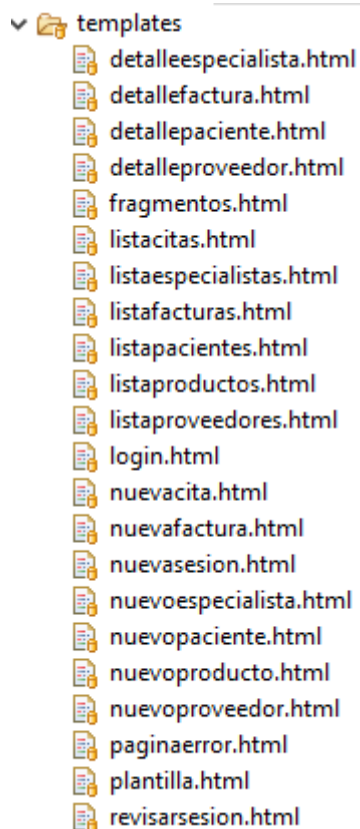 templates
detalleespecialista.html
detallefactura.html
detallepaciente.html
detalleproveedor.html
fragmentos.html
listacitas.html
listaespecialistas.html
listafacturas.html
listapacientes.html
listaproductos.html
listaproveedores.html
login.html
nuevacita.html
nuevafactura.html
nuevasesion.html
nuevoespecialista.html
nuevopaciente.html
nuevoproducto.html
nuevoproveedor.html
paginaerror.html
plantilla.html
revisarsesion.html